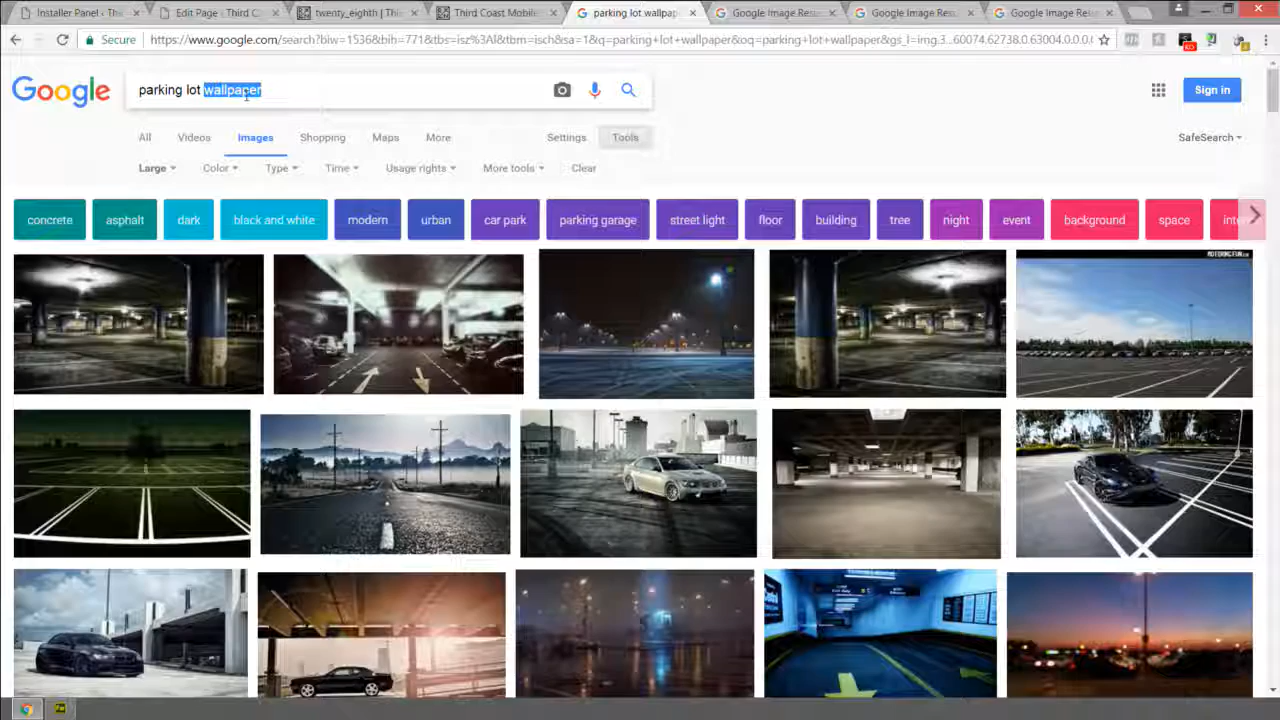 Installer Panel ‹ The
Edit Page ‹ Third C
twenty_eighth | Thi
Third Coast Mobile
parking lot wallpap
Google Image Res
Google Image Res
Google Image Res
Secure
https://www.google.com/search?biw=1536&bih=771&tbs=isz%3Al&tbm=isch&sa=1&q=parking+lot+wallpaper&oq=parking+lot+wallpaper&gs_l=img.3...60074.62738.0.63004.0.0.0.
Google
parking lot wallpaper
Sign in
All Videos Images Shopping Maps More Settings Tools
SafeSearch
Large Color Type Time Usage rights More tools Clear
concrete asphalt dark black and white modern urban car park parking garage street light floor building tree night event background space inte